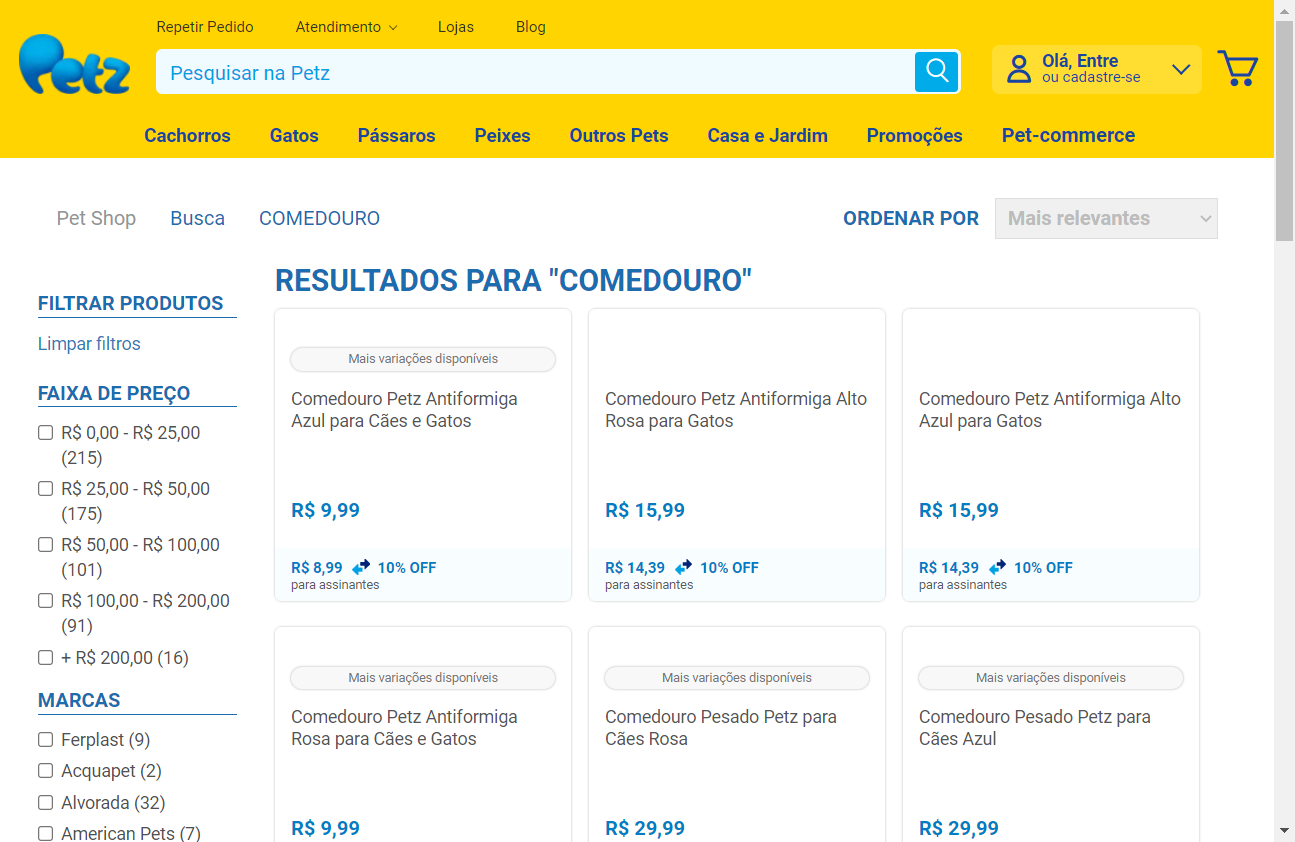 Repetir Pedido
Atendimento
Lojas
Blog
Petz
Pesquisar na Petz
Olá, Entre
ou cadastre-se
Cachorros
Gatos
Pássaros
Peixes
Outros Pets
Casa e Jardim
Promoções
Pet-commerce
Pet Shop
Busca
COMEDOURO
ORDENAR POR
Mais relevantes
FILTRAR PRODUTOS
Limpar filtros
FAIXA DE PREÇO
R$ 0,00 - R$ 25,00
(215)
R$ 25,00 - R$ 50,00
(175)
R$ 50,00 - R$ 100,00
(101)
R$ 100,00 - R$ 200,00
(91)
+ R$ 200,00 (16)
MARCAS
Ferplast (9)
Acquapet (2)
Alvorada (32)
American Pets (7)
RESULTADOS PARA "COMEDOURO"
Mais variações disponíveis
Comedouro Petz Antiformiga
Azul para Cães e Gatos
R$ 9,99
R$ 8,99 10% OFF
para assinantes
Comedouro Petz Antiformiga Alto
Rosa para Gatos
R$ 15,99
R$ 14,39 10% OFF
para assinantes
Comedouro Petz Antiformiga Alto
Azul para Gatos
R$ 15,99
R$ 14,39 10% OFF
para assinantes
Mais variações disponíveis
Comedouro Petz Antiformiga
Rosa para Cães e Gatos
R$ 9,99
Mais variações disponíveis
Comedouro Pesado Petz para
Cães Rosa
R$ 29,99
Mais variações disponíveis
Comedouro Pesado Petz para
Cães Azul
R$ 29,99